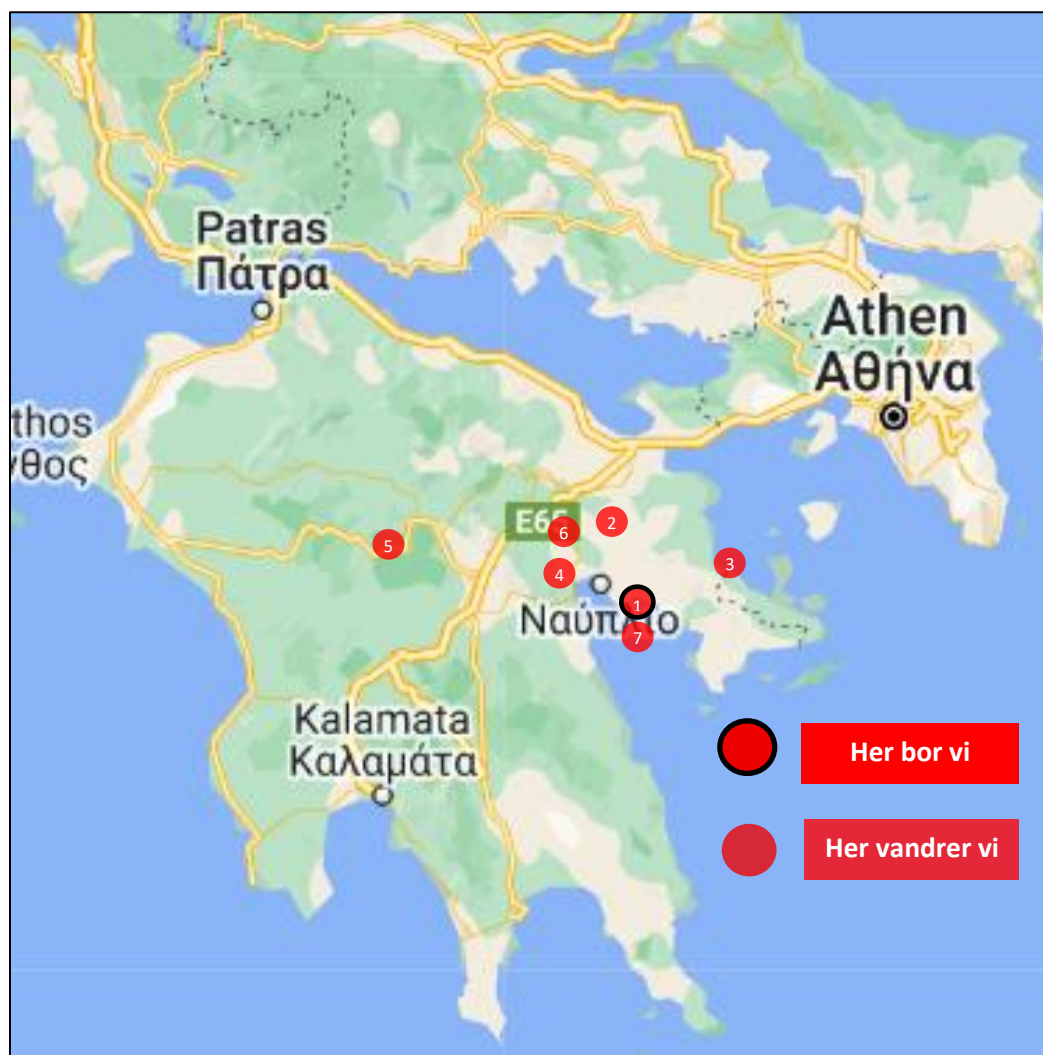 Patras
Πάτρα
Athen
Αθήνα
thos
νθος
E65
6
2
5
4
3
1
Ναύπλιο
7
Kalamata
Καλαμάτα
Her bor vi
Her vandrer vi